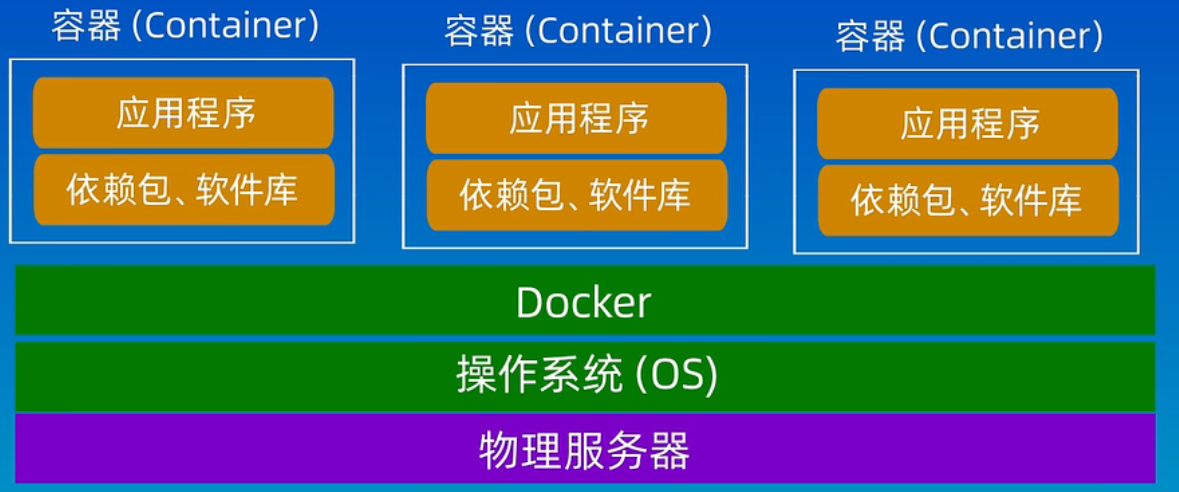 容器 (Container)
容器 (Container)
容器 (Container)
应用程序
应用程序
应用程序
依赖包、软件库
依赖包、软件库
依赖包、软件库
Docker
操作系统 (OS)
物理服务器